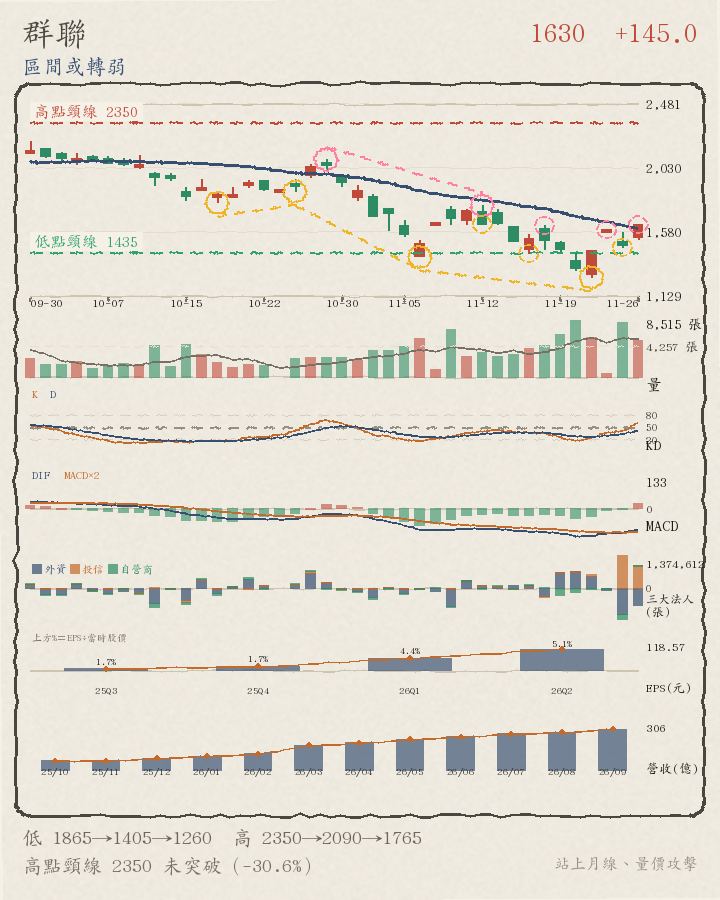 群聯
1630 +145.0
區間或轉弱
高點頸線 2350
2,481
2,030
1,580
低點頸線 1435
1,129
09-30 10-07 10-15 10-22 10-30 11-05 11-12 11-19 11-26
8,515 張
4,257 張
量
K D
80
50
20
KD
DIF MACD×2
133
0
MACD
外資 投信 自營商
1,374,612
0
三大法人
(張)
上方%=EPS÷當時股價
1.7% 1.7% 4.4% 5.1%
118.57
25Q3 25Q4 26Q1 26Q2
EPS(元)
306
25/10 25/11 25/12 26/01 26/02 26/03 26/04 26/05 26/06 26/07 26/08 26/09
營收(億)
低 1865→1405→1260 高 2350→2090→1765
高點頸線 2350 未突破 (-30.6%)
站上月線、量價攻擊